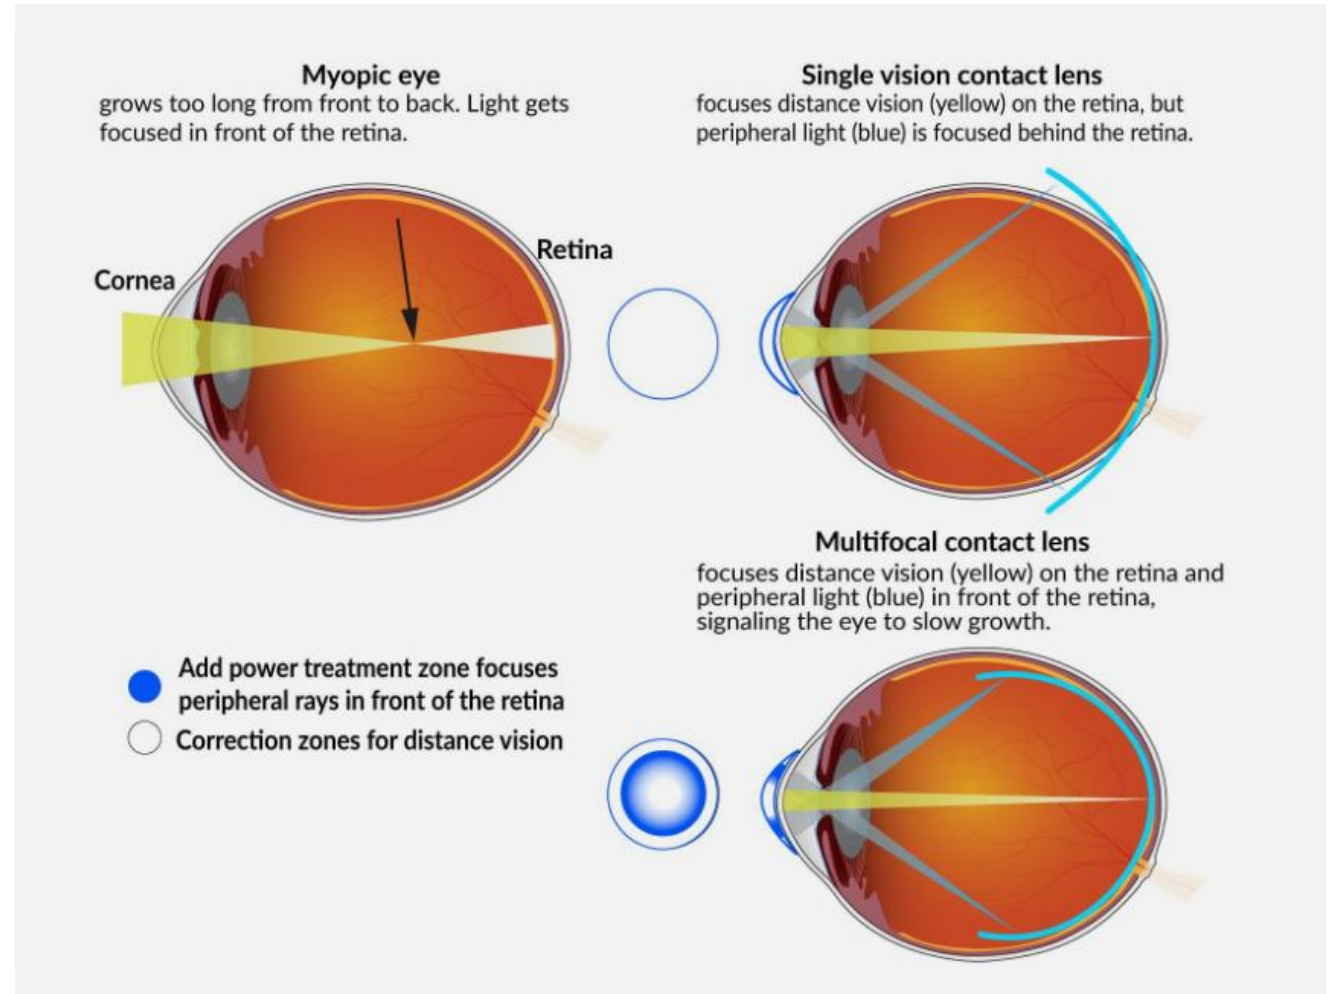 Myopic eye
grows too long from front to back. Light gets
focused in front of the retina.
Cornea
Retina
Single vision contact lens
focuses distance vision (yellow) on the retina, but
peripheral light (blue) is focused behind the retina.
Multifocal contact lens
focuses distance vision (yellow) on the retina and
peripheral light (blue) in front of the retina,
signaling the eye to slow growth.
Add power treatment zone focuses
peripheral rays in front of the retina
Correction zones for distance vision